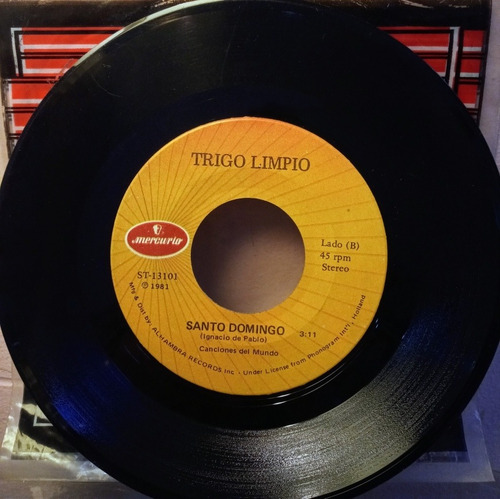 TRIGO LIMPIO
mercurio
ST-13101
℗ 1981
Lado (B)
45 rpm
Stereo
SANTO DOMINGO
3:11
(Ignacio de Pablo)
Canciones del Mundo
Mfg & Dist by: ALHAMBRA RECORDS Inc - Under License from Phonogram Int'l, Holland